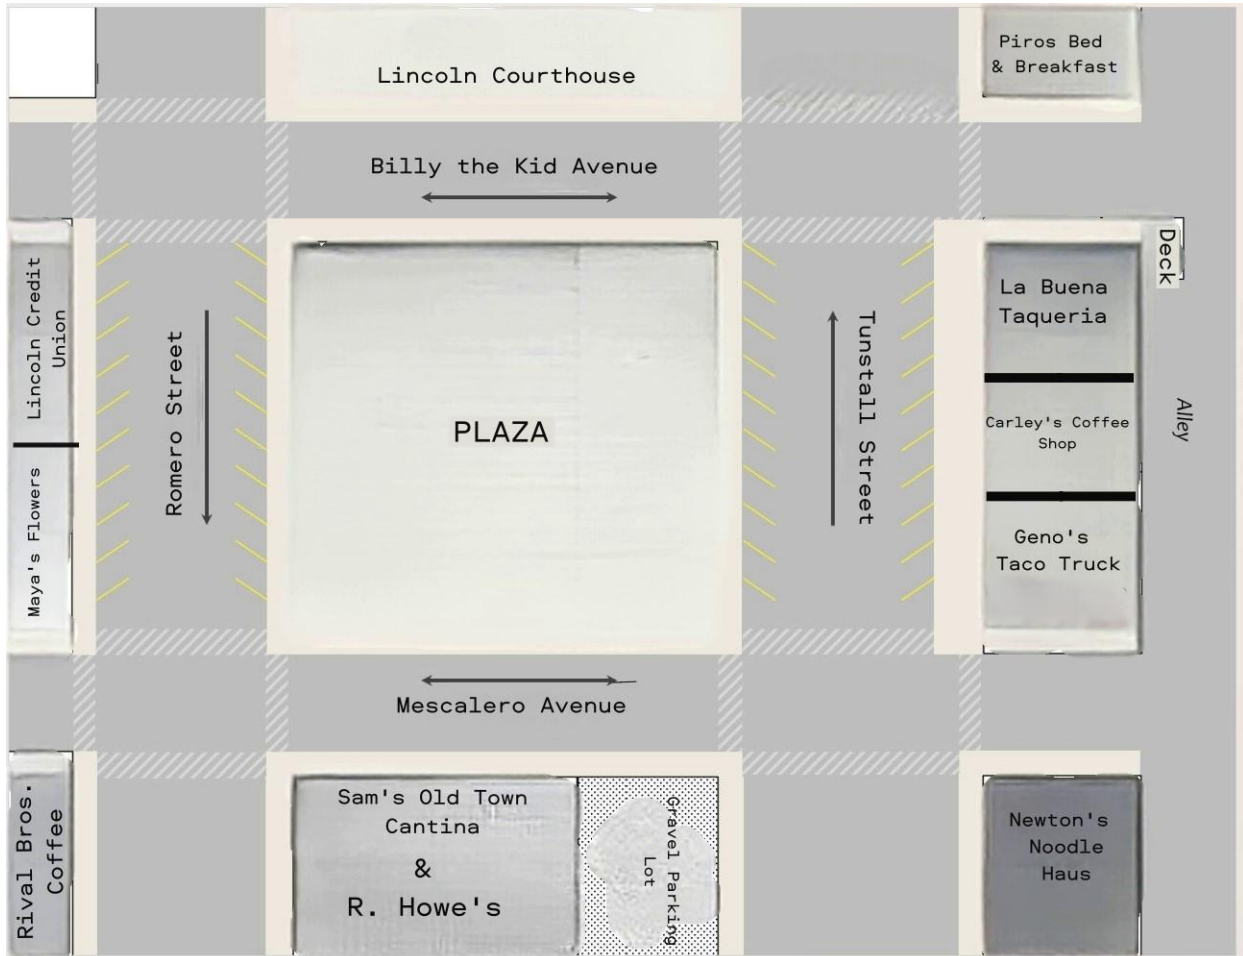 Lincoln Courthouse
Piros Bed
& Breakfast
Billy the Kid Avenue
Lincoln Credit
Union
Maya's Flowers
Romero Street
PLAZA
Tunstall Street
Deck
La Buena
Taqueria
Carley's Coffee
Shop
Geno's
Taco Truck
Alley
Mescalero Avenue
Rival Bros.
Coffee
Sam's Old Town
Cantina
&
R. Howe's
Gravel Parking
Lot
Newton's
Noodle
Haus